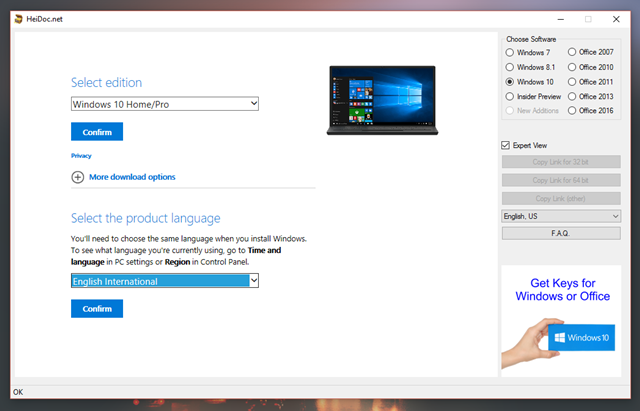 HeiDoc.net
Select edition
Windows 10 Home/Pro
Confirm
Privacy
More download options
Select the product language
You'll need to choose the same language when you install Windows.
To see what language you're currently using, go to Time and
language in PC settings or Region in Control Panel.
English International
Confirm
Choose Software
Windows 7
Office 2007
Windows 8.1
Office 2010
Windows 10
Office 2011
Insider Preview
Office 2013
New Additions
Office 2016
Expert View
Copy Link for 32 bit
Copy Link for 64 bit
Copy Link (other)
English, US
F.A.Q.
Get Keys for
Windows or Office
Windows 10
OK